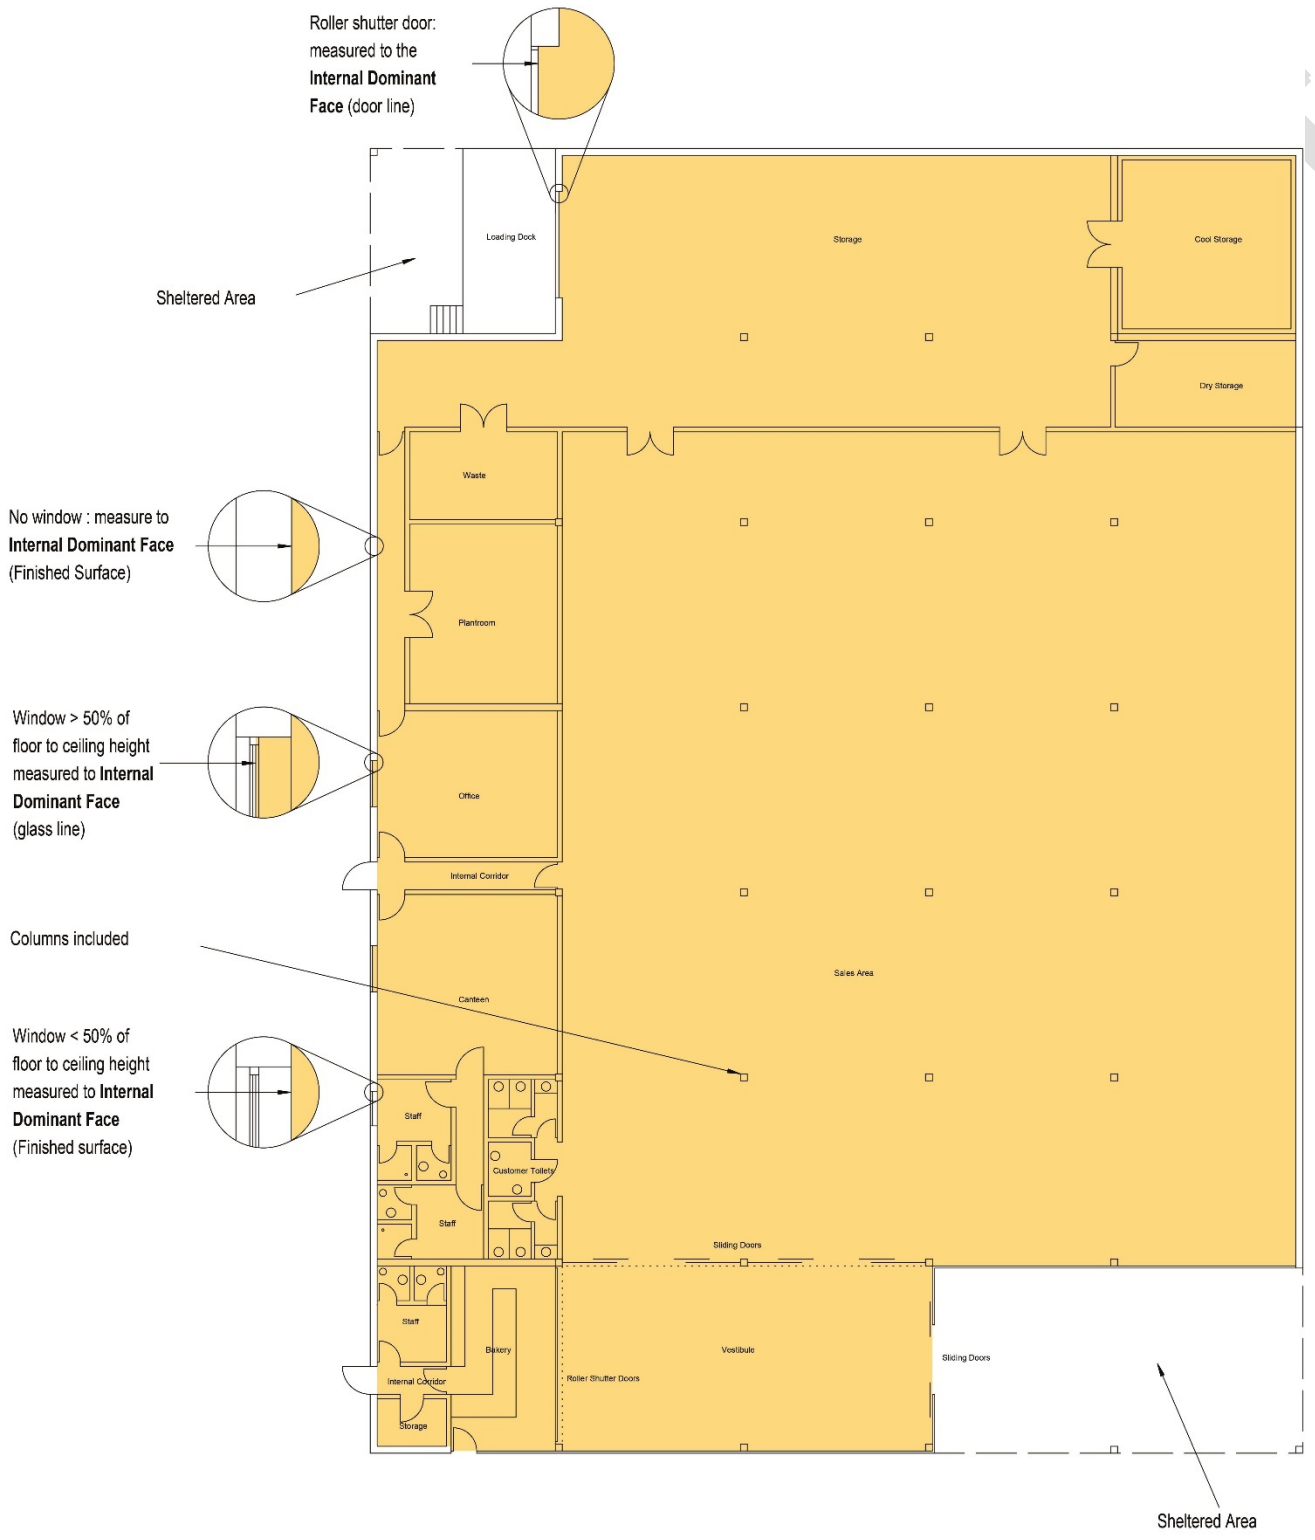 Roller shutter door:
measured to the
Internal Dominant
Face (door line)
Loading Dock
Storage
Cool Storage
Sheltered Area
Dry Storage
Waste
No window : measure to
Internal Dominant Face
(Finished Surface)
Plantroom
Window > 50% of
floor to ceiling height
measured to Internal
Dominant Face
(glass line)
Office
Internal Corridor
Columns included
Sales Area
Canteen
Window < 50% of
floor to ceiling height
measured to Internal
Dominant Face
(Finished surface)
Staff
Customer Toilets
Staff
Sliding Doors
Staff
Bakery
Vestibule
Sliding Doors
Internal Corridor
Roller Shutter Doors
Storage
Sheltered Area